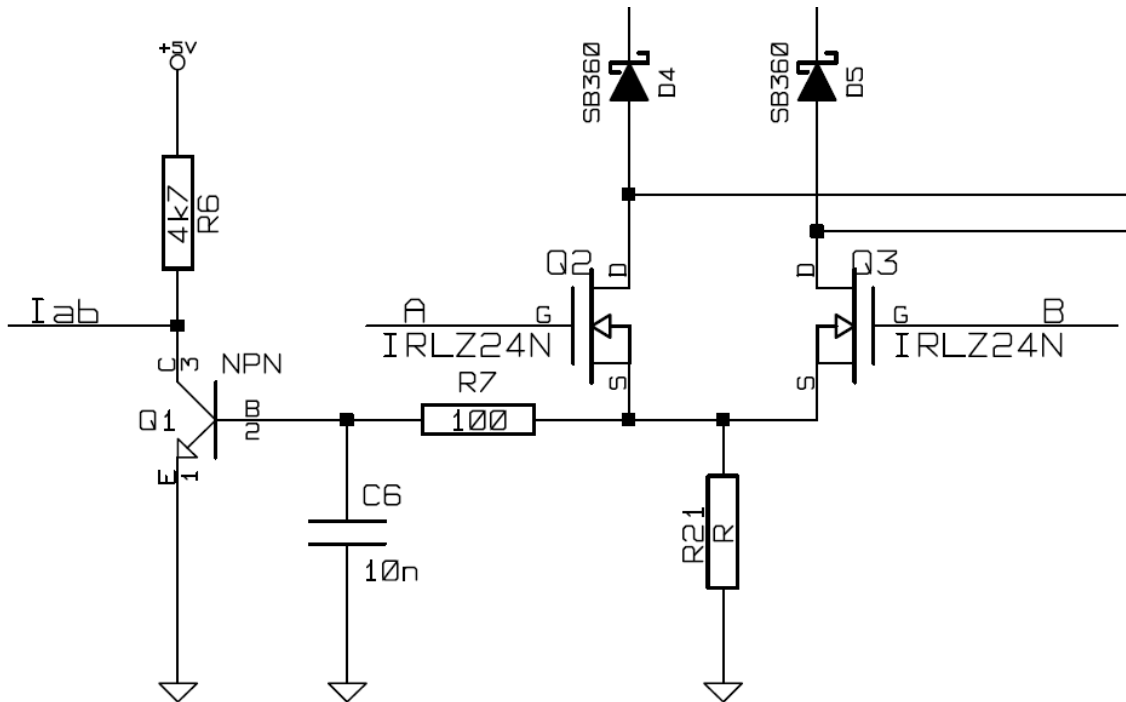 +5V
SB360
D4
SB360
D5
4k7
R6
Q2
D
D
Q3
Iab
A
G
G
B
IRLZ24N
IRLZ24N
C
3
NPN
R7
S
S
Q1
B
2
100
E
1
C6
10n
R21
R